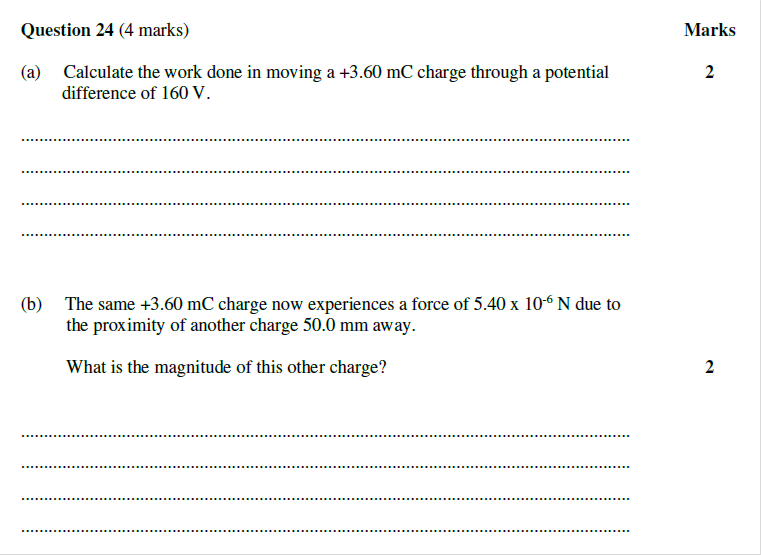 Question 24 (4 marks) Marks
(a) Calculate the work done in moving a +3.60 mC charge through a potential 2
difference of 160 V.
................................................................................
................................................................................
................................................................................
................................................................................
(b) The same +3.60 mC charge now experiences a force of 5.40 x 10⁻⁶ N due to
the proximity of another charge 50.0 mm away.
What is the magnitude of this other charge? 2
................................................................................
................................................................................
................................................................................
................................................................................